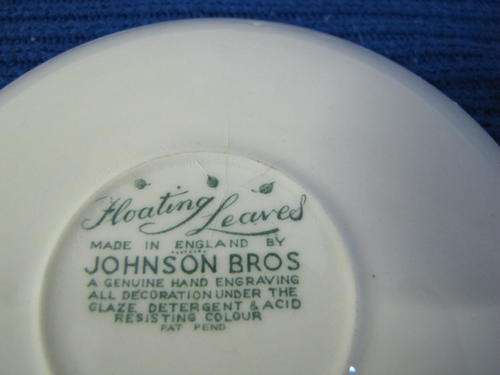 Floating Leaves
MADE IN ENGLAND BY
JOHNSON BROS
A GENUINE HAND ENGRAVING
ALL DECORATION UNDER THE
GLAZE DETERGENT & ACID
RESISTING COLOUR
PAT PEND